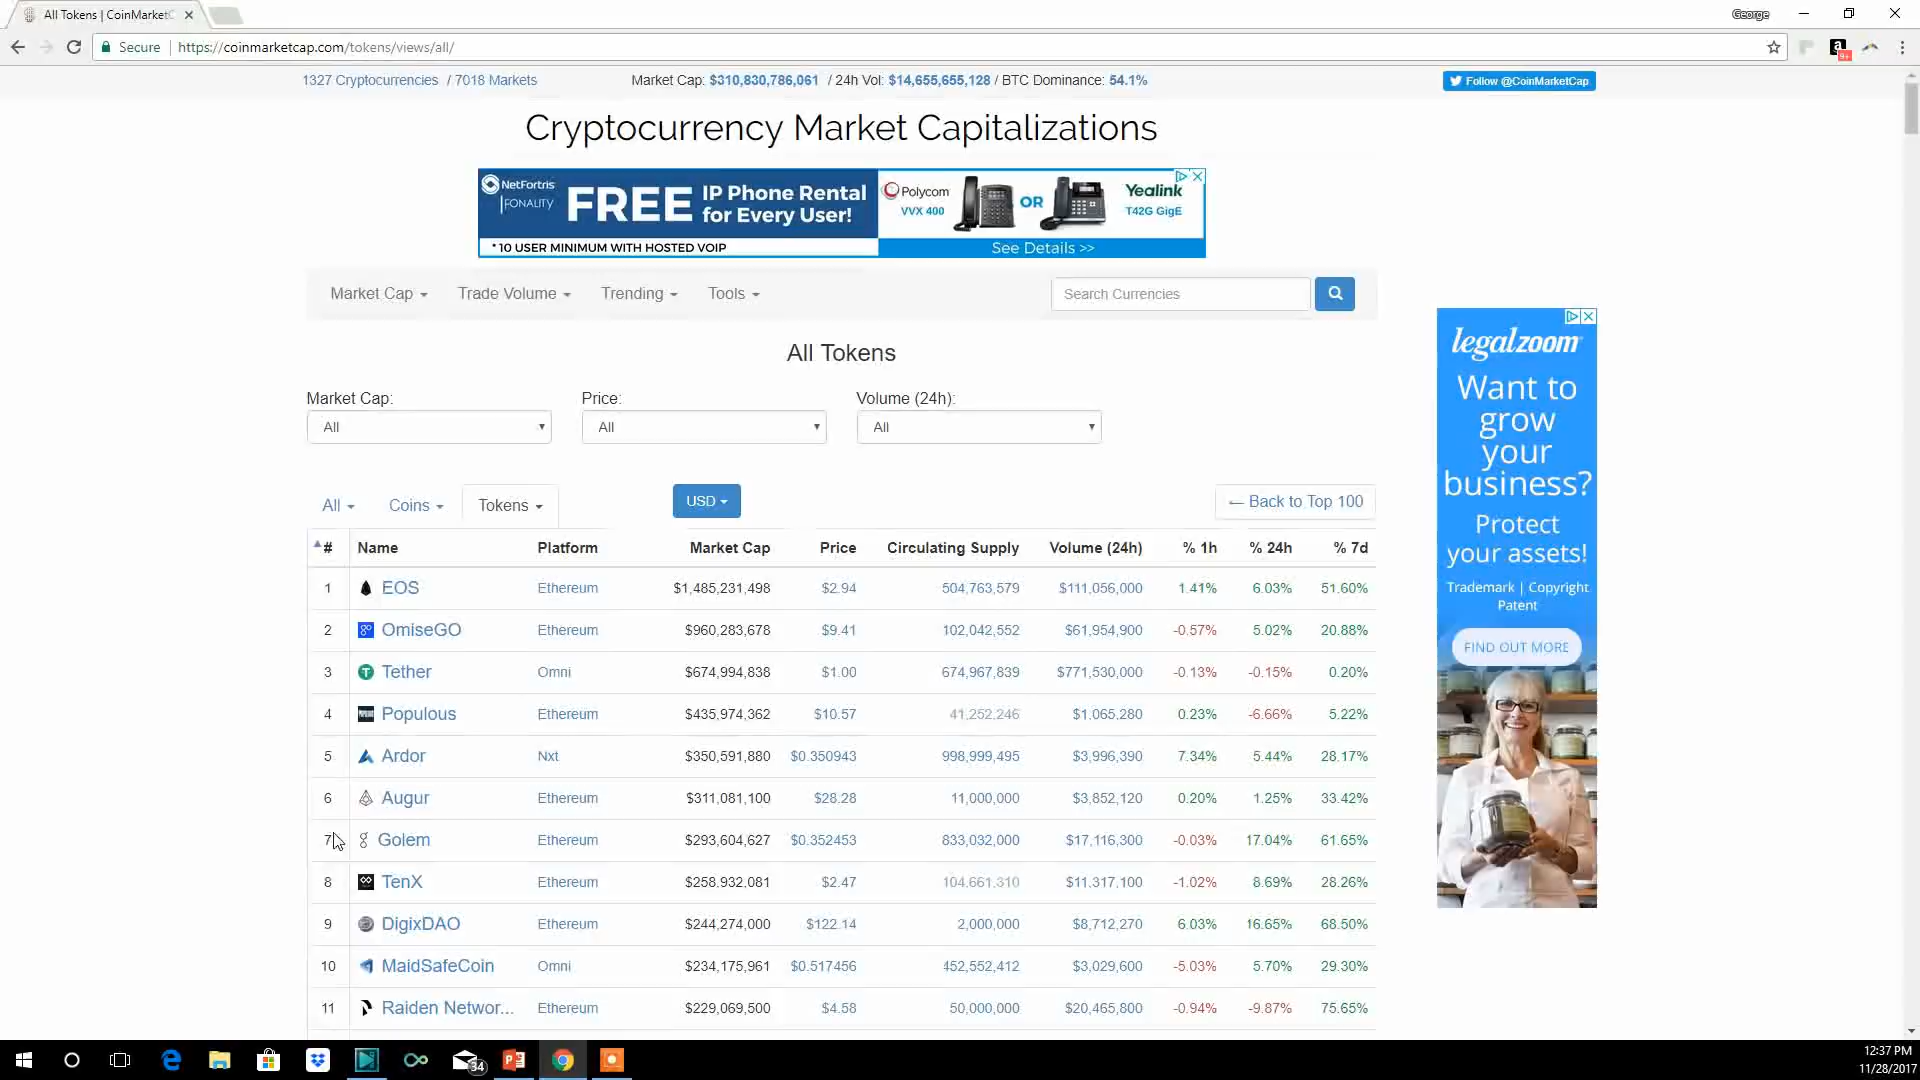 All Tokens | CoinMarketC
George
Secure | https://coinmarketcap.com/tokens/views/all/
9+
1327 Cryptocurrencies / 7018 Markets
Market Cap: $310,830,786,061 / 24h Vol: $14,655,655,128 / BTC Dominance: 54.1%
Follow @CoinMarketCap
Cryptocurrency Market Capitalizations
NetFortris
FONALITY
FREE
IP Phone Rental
for Every User!
* 10 USER MINIMUM WITH HOSTED VOIP
Polycom
VVX 400
OR
Yealink
T42G GigE
See Details >>
Market Cap Trade Volume Trending Tools
Search Currencies
All Tokens
Market Cap: Price: Volume (24h):
All All All
All Coins Tokens USD ← Back to Top 100
# Name Platform Market Cap Price Circulating Supply Volume (24h) % 1h % 24h % 7d
1 EOS Ethereum $1,485,231,498 $2.94 504,763,579 $111,056,000 1.41% 6.03% 51.60%
2 OmiseGO Ethereum $960,283,678 $9.41 102,042,552 $61,954,900 -0.57% 5.02% 20.88%
3 Tether Omni $674,994,838 $1.00 674,967,839 $771,530,000 -0.13% -0.15% 0.20%
4 Populous Ethereum $435,974,362 $10.57 41,252,246 $1,065,280 0.23% -6.66% 5.22%
5 Ardor Nxt $350,591,880 $0.350943 998,999,495 $3,996,390 7.34% 5.44% 28.17%
6 Augur Ethereum $311,081,100 $28.28 11,000,000 $3,852,120 0.20% 1.25% 33.42%
7 Golem Ethereum $293,604,627 $0.352453 833,032,000 $17,116,300 -0.03% 17.04% 61.65%
8 TenX Ethereum $258,932,081 $2.47 104,661,310 $11,317,100 -1.02% 8.69% 28.26%
9 DigixDAO Ethereum $244,274,000 $122.14 2,000,000 $8,712,270 6.03% 16.65% 68.50%
10 MaidSafeCoin Omni $234,175,961 $0.517456 452,552,412 $3,029,600 -5.03% 5.70% 29.30%
11 Raiden Networ... Ethereum $229,069,500 $4.58 50,000,000 $20,465,800 -0.94% -9.87% 75.65%
legalzoom
Want to
grow
your
business?
Protect
your assets!
Trademark | Copyright
Patent
FIND OUT MORE
34
12:37 PM
11/28/2017